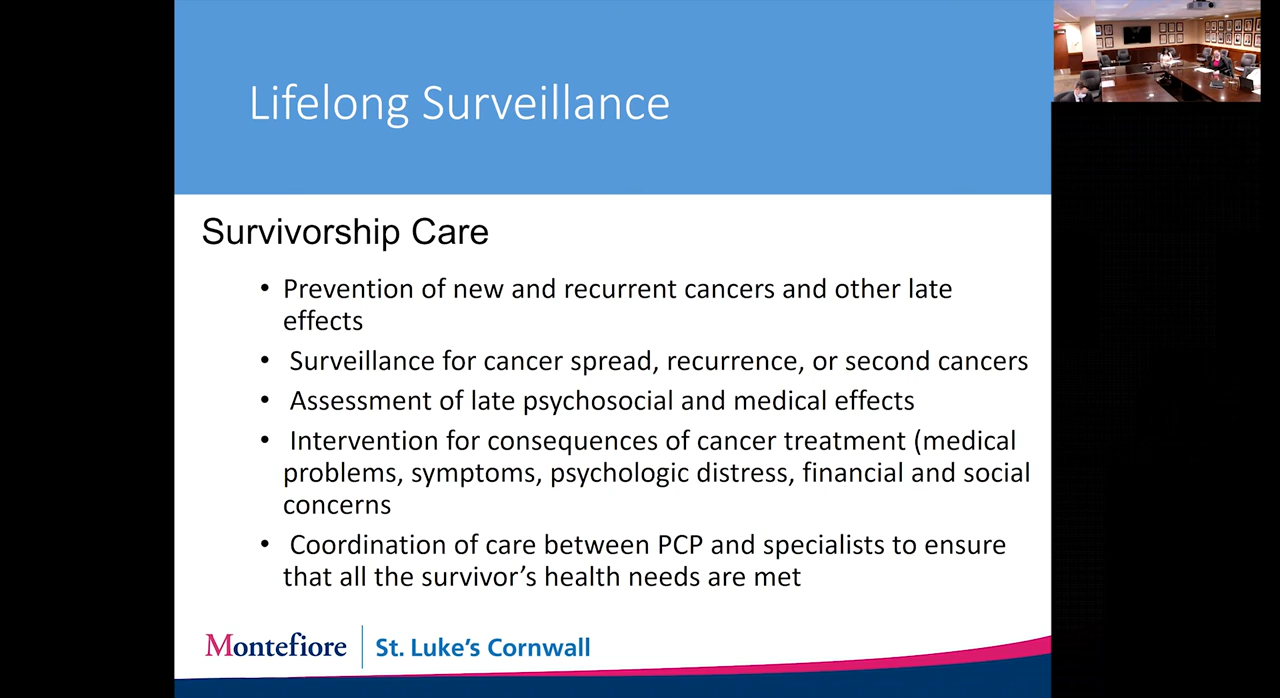 Lifelong Surveillance
Survivorship Care
• Prevention of new and recurrent cancers and other late
effects
• Surveillance for cancer spread, recurrence, or second cancers
• Assessment of late psychosocial and medical effects
• Intervention for consequences of cancer treatment (medical
problems, symptoms, psychologic distress, financial and social
concerns
• Coordination of care between PCP and specialists to ensure
that all the survivor’s health needs are met
Montefiore | St. Luke’s Cornwall